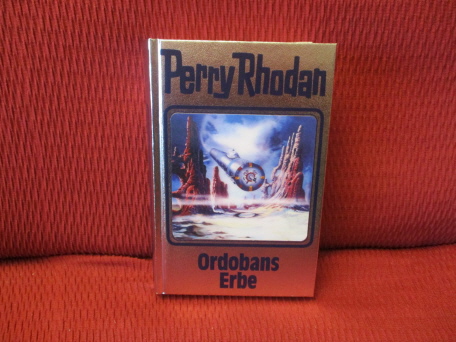 Perry Rhodan
Ordobans
Erbe